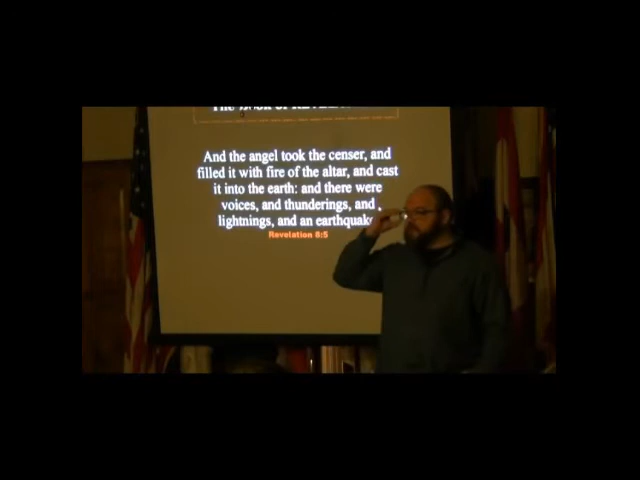 And the angel took the censer, and
filled it with fire of the altar, and cast
it into the earth: and there were
voices, and thunderings, and
lightnings, and an earthquake
Revelation 8:5